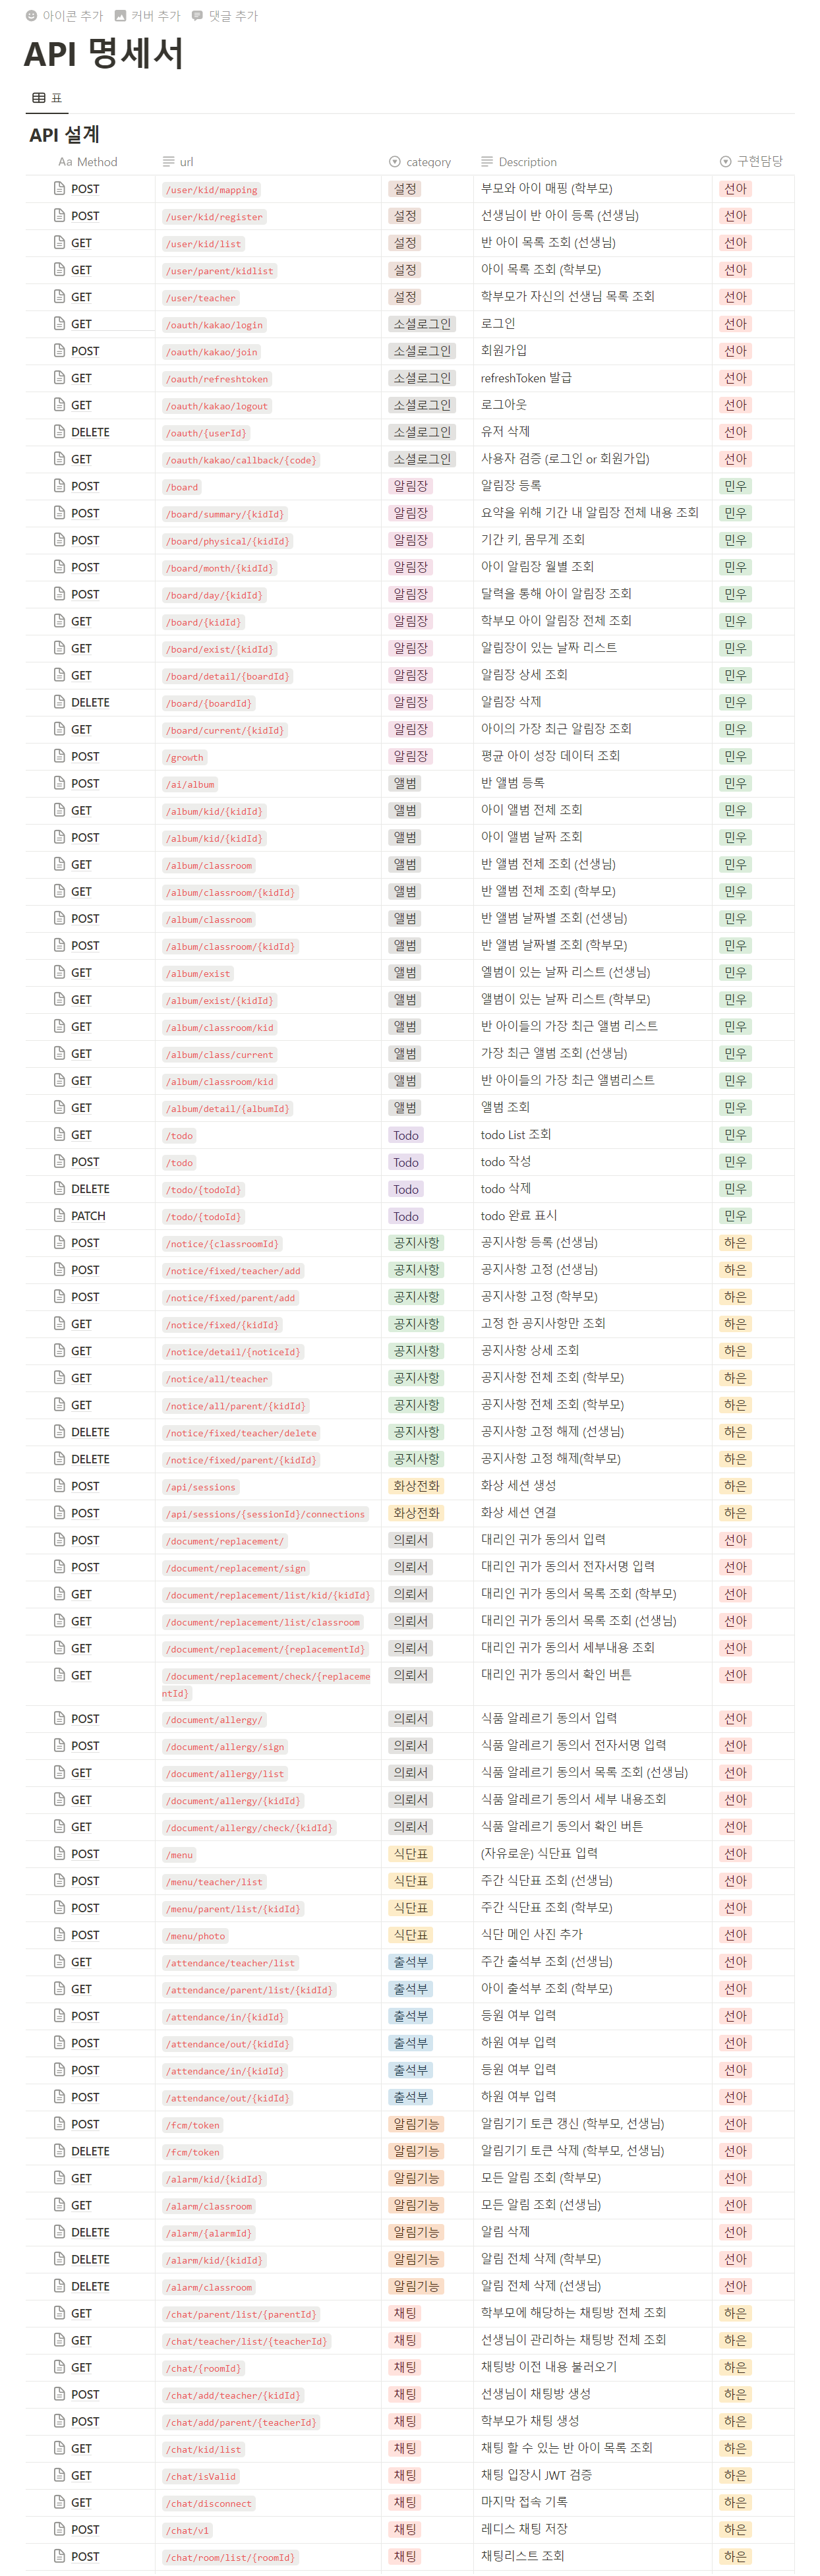 아이콘 추가 커버 추가 댓글 추가
API 명세서
표
API 설계
Aa Method url category Description 구현담당
POST /user/kid/mapping 설정 부모와 아이 매핑 (학부모) 선아
POST /user/kid/register 설정 선생님이 반 아이 등록 (선생님) 선아
GET /user/kid/list 설정 반 아이 목록 조회 (선생님) 선아
GET /user/parent/kidlist 설정 아이 목록 조회 (학부모) 선아
GET /user/teacher 설정 학부모가 자신의 선생님 목록 조회 선아
GET /oauth/kakao/login 소셜로그인 로그인 선아
POST /oauth/kakao/join 소셜로그인 회원가입 선아
GET /oauth/refreshtoken 소셜로그인 refreshToken 발급 선아
GET /oauth/kakao/logout 소셜로그인 로그아웃 선아
DELETE /oauth/{userId} 소셜로그인 유저 삭제 선아
GET /oauth/kakao/callback/{code} 소셜로그인 사용자 검증 (로그인 or 회원가입) 선아
POST /board 알림장 알림장 등록 민우
POST /board/summary/{kidId} 알림장 요약을 위해 기간 내 알림장 전체 내용 조회 민우
POST /board/physical/{kidId} 알림장 기간 키, 몸무게 조회 민우
POST /board/month/{kidId} 알림장 아이 알림장 월별 조회 민우
POST /board/day/{kidId} 알림장 달력을 통해 아이 알림장 조회 민우
GET /board/{kidId} 알림장 학부모 아이 알림장 전체 조회 민우
GET /board/exist/{kidId} 알림장 알림장이 있는 날짜 리스트 민우
GET /board/detail/{boardId} 알림장 알림장 상세 조회 민우
DELETE /board/{boardId} 알림장 알림장 삭제 민우
GET /board/current/{kidId} 알림장 아이의 가장 최근 알림장 조회 민우
POST /growth 알림장 평균 아이 성장 데이터 조회 민우
POST /ai/album 앨범 반 앨범 등록 민우
GET /album/kid/{kidId} 앨범 아이 앨범 전체 조회 민우
POST /album/kid/{kidId} 앨범 아이 앨범 날짜 조회 민우
GET /album/classroom 앨범 반 앨범 전체 조회 (선생님) 민우
GET /album/classroom/{kidId} 앨범 반 앨범 전체 조회 (학부모) 민우
POST /album/classroom 앨범 반 앨범 날짜별 조회 (선생님) 민우
POST /album/classroom/{kidId} 앨범 반 앨범 날짜별 조회 (학부모) 민우
GET /album/exist 앨범 엘범이 있는 날짜 리스트 (선생님) 민우
GET /album/exist/{kidId} 앨범 앨범이 있는 날짜 리스트 (학부모) 민우
GET /album/classroom/kid 앨범 반 아이들의 가장 최근 앨범 리스트 민우
GET /album/class/current 앨범 가장 최근 앨범 조회 (선생님) 민우
GET /album/classroom/kid 앨범 반 아이들의 가장 최근 앨범리스트 민우
GET /album/detail/{albumId} 앨범 앨범 조회 민우
GET /todo Todo todo List 조회 민우
POST /todo Todo todo 작성 민우
DELETE /todo/{todoId} Todo todo 삭제 민우
PATCH /todo/{todoId} Todo todo 완료 표시 민우
POST /notice/{classroomId} 공지사항 공지사항 등록 (선생님) 하은
POST /notice/fixed/teacher/add 공지사항 공지사항 고정 (선생님) 하은
POST /notice/fixed/parent/add 공지사항 공지사항 고정 (학부모) 하은
GET /notice/fixed/{kidId} 공지사항 고정 한 공지사항만 조회 하은
GET /notice/detail/{noticeId} 공지사항 공지사항 상세 조회 하은
GET /notice/all/teacher 공지사항 공지사항 전체 조회 (학부모) 하은
GET /notice/all/parent/{kidId} 공지사항 공지사항 전체 조회 (학부모) 하은
DELETE /notice/fixed/teacher/delete 공지사항 공지사항 고정 해제 (선생님) 하은
DELETE /notice/fixed/parent/{kidId} 공지사항 공지사항 고정 해제(학부모) 하은
POST /api/sessions 화상전화 화상 세션 생성 하은
POST /api/sessions/{sessionId}/connections 화상전화 화상 세션 연결 하은
POST /document/replacement/ 의뢰서 대리인 귀가 동의서 입력 선아
POST /document/replacement/sign 의뢰서 대리인 귀가 동의서 전자서명 입력 선아
GET /document/replacement/list/kid/{kidId} 의뢰서 대리인 귀가 동의서 목록 조회 (학부모) 선아
GET /document/replacement/list/classroom 의뢰서 대리인 귀가 동의서 목록 조회 (선생님) 선아
GET /document/replacement/{replacementId} 의뢰서 대리인 귀가 동의서 세부내용 조회 선아
GET /document/replacement/check/{replaceme 의뢰서 대리인 귀가 동의서 확인 버튼 선아
ntId}
POST /document/allergy/ 의뢰서 식품 알레르기 동의서 입력 선아
POST /document/allergy/sign 의뢰서 식품 알레르기 동의서 전자서명 입력 선아
GET /document/allergy/list 의뢰서 식품 알레르기 동의서 목록 조회 (선생님) 선아
GET /document/allergy/{kidId} 의뢰서 식품 알레르기 동의서 세부 내용조회 선아
GET /document/allergy/check/{kidId} 의뢰서 식품 알레르기 동의서 확인 버튼 선아
POST /menu 식단표 (자유로운) 식단표 입력 선아
POST /menu/teacher/list 식단표 주간 식단표 조회 (선생님) 선아
POST /menu/parent/list/{kidId} 식단표 주간 식단표 조회 (학부모) 선아
POST /menu/photo 식단표 식단 메인 사진 추가 선아
GET /attendance/teacher/list 출석부 주간 출석부 조회 (선생님) 선아
GET /attendance/parent/list/{kidId} 출석부 아이 출석부 조회 (학부모) 선아
POST /attendance/in/{kidId} 출석부 등원 여부 입력 선아
POST /attendance/out/{kidId} 출석부 하원 여부 입력 선아
POST /attendance/in/{kidId} 출석부 등원 여부 입력 선아
POST /attendance/out/{kidId} 출석부 하원 여부 입력 선아
POST /fcm/token 알림기능 알림기기 토큰 갱신 (학부모, 선생님) 선아
DELETE /fcm/token 알림기능 알림기기 토큰 삭제 (학부모, 선생님) 선아
GET /alarm/kid/{kidId} 알림기능 모든 알림 조회 (학부모) 선아
GET /alarm/classroom 알림기능 모든 알림 조회 (선생님) 선아
DELETE /alarm/{alarmId} 알림기능 알림 삭제 선아
DELETE /alarm/kid/{kidId} 알림기능 알림 전체 삭제 (학부모) 선아
DELETE /alarm/classroom 알림기능 알림 전체 삭제 (선생님) 선아
GET /chat/parent/list/{parentId} 채팅 학부모에 해당하는 채팅방 전체 조회 하은
GET /chat/teacher/list/{teacherId} 채팅 선생님이 관리하는 채팅방 전체 조회 하은
GET /chat/{roomId} 채팅 채팅방 이전 내용 불러오기 하은
POST /chat/add/teacher/{kidId} 채팅 선생님이 채팅방 생성 하은
POST /chat/add/parent/{teacherId} 채팅 학부모가 채팅 생성 하은
GET /chat/kid/list 채팅 채팅 할 수 있는 반 아이 목록 조회 하은
GET /chat/isValid 채팅 채팅 입장시 JWT 검증 하은
GET /chat/disconnect 채팅 마지막 접속 기록 하은
POST /chat/v1 채팅 레디스 채팅 저장 하은
POST /chat/room/list/{roomId} 채팅 채팅리스트 조회 하은